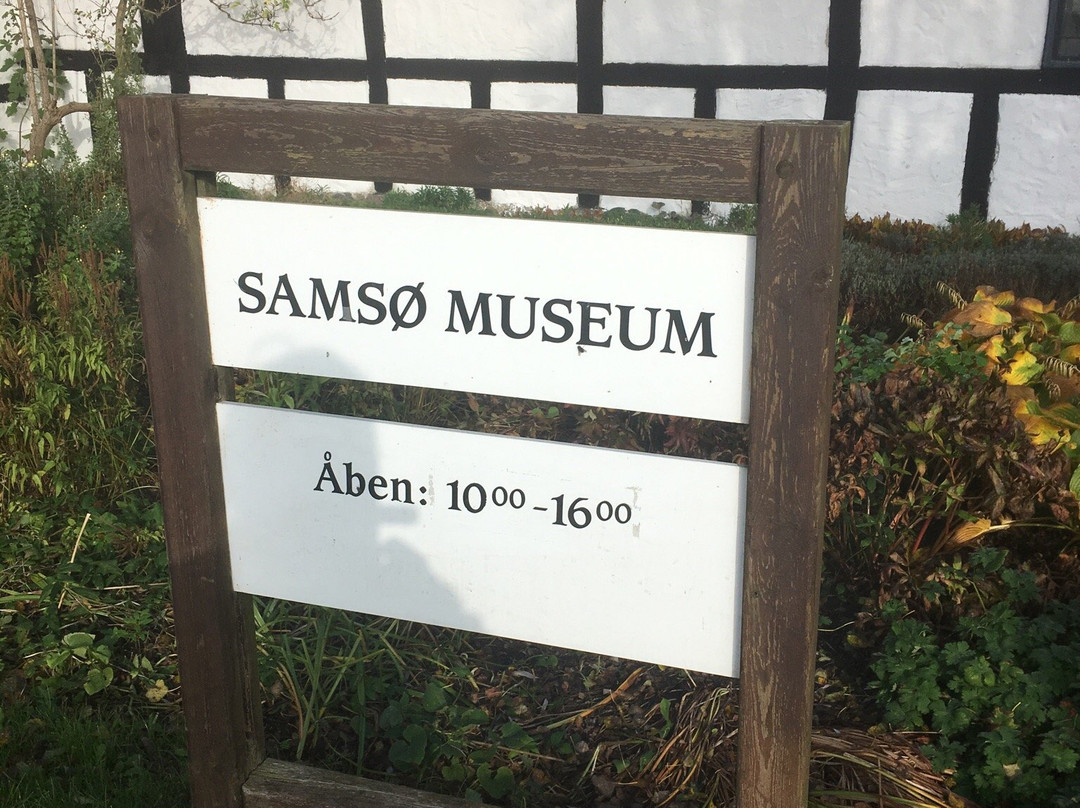 SAMSØ MUSEUM
Åben: 10⁰⁰ - 16⁰⁰